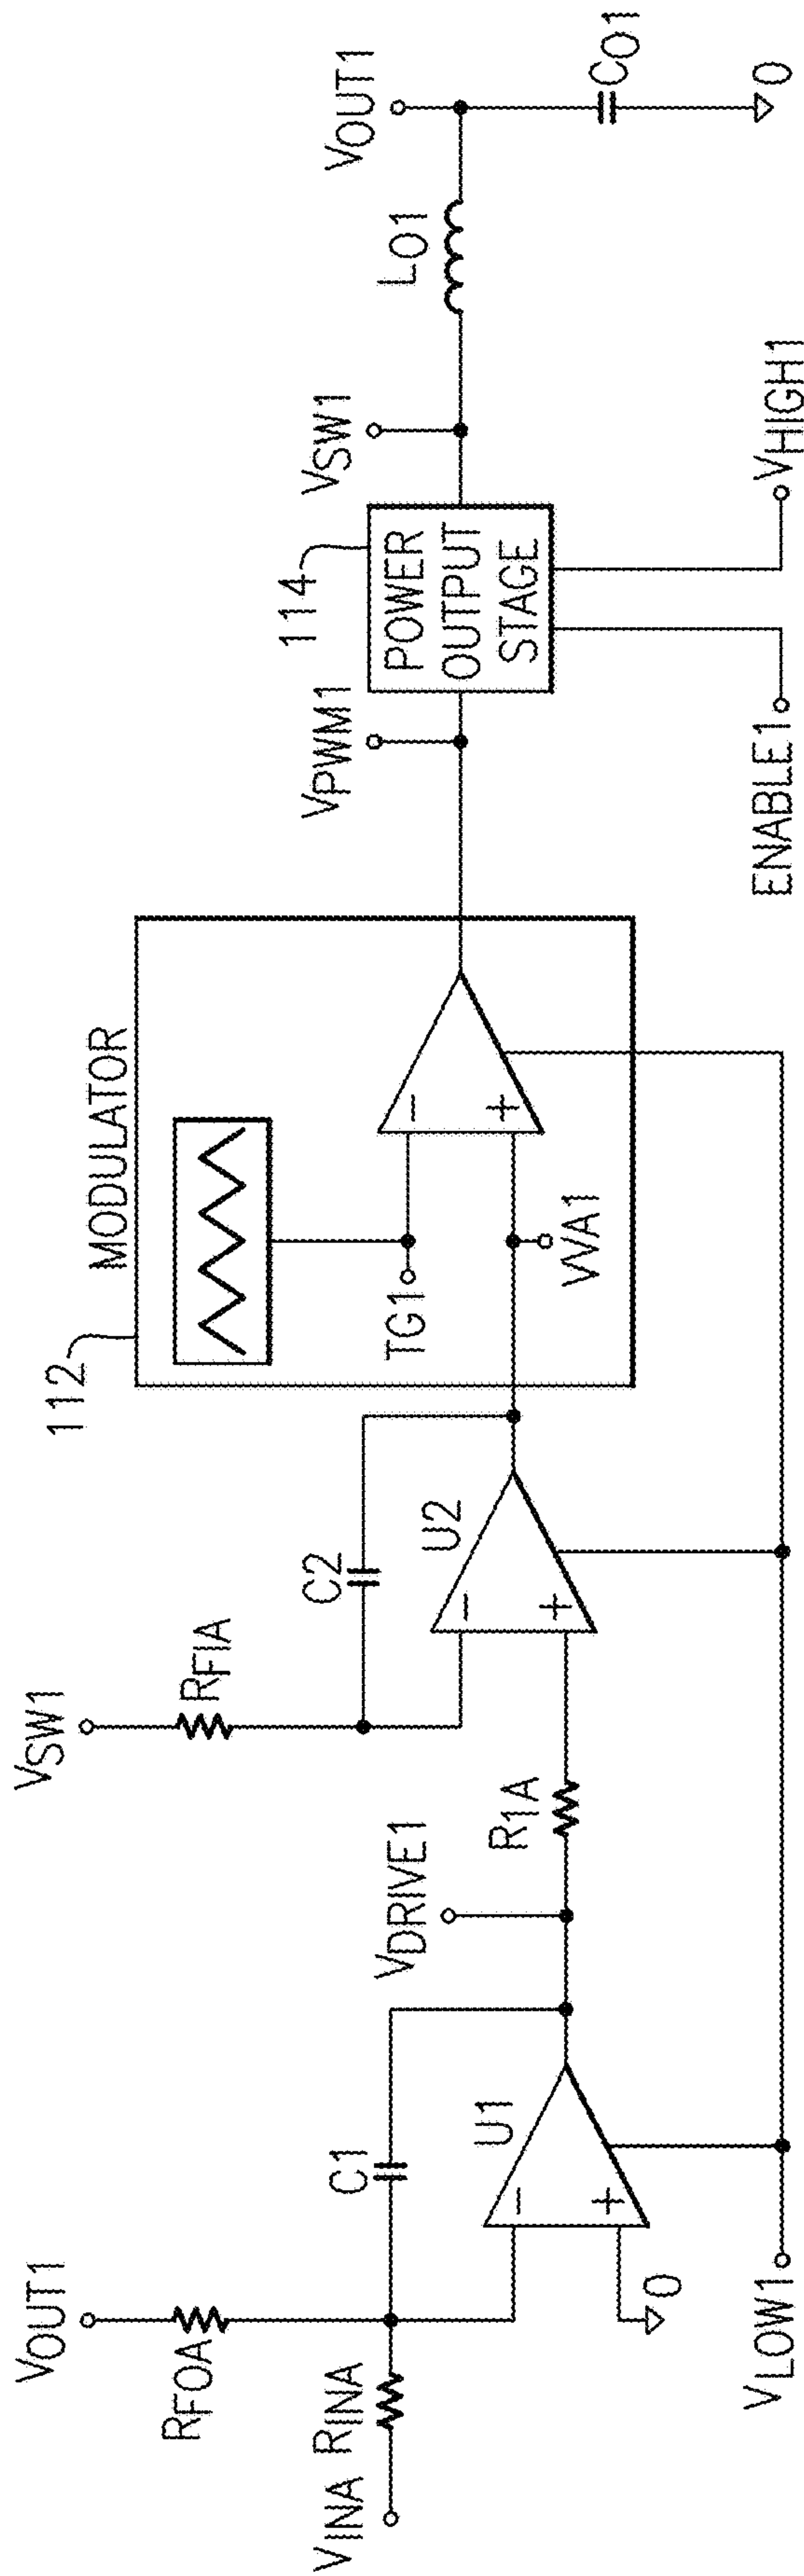 VINA
RINA
VOUT1
RFOA
C1
U1
-
+
0
VLOW1
VDRIVE1
R1A
VSW1
RFIA
C2
U2
-
+
112
MODULATOR
TG1
VVA1
-
+
VPWM1
114
POWER
OUTPUT
STAGE
ENABLE1
VHIGH1
VSW1
LO1
VOUT1
CO1
0